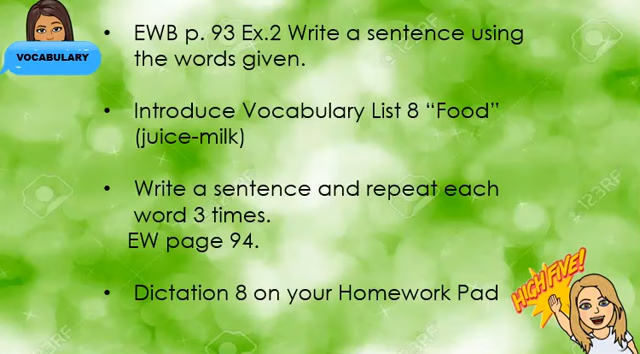 VOCABULARY
• EWB p. 93 Ex.2 Write a sentence using
the words given.
• Introduce Vocabulary List 8 “Food”
(juice-milk)
• Write a sentence and repeat each
word 3 times.
EW page 94.
• Dictation 8 on your Homework Pad
HIGH FIVE!
123RF